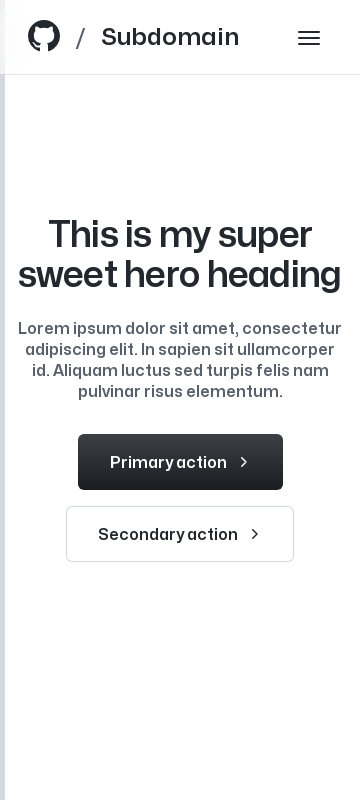 / Subdomain
This is my super
sweet hero heading
Lorem ipsum dolor sit amet, consectetur
adipiscing elit. In sapien sit ullamcorper
id. Aliquam luctus sed turpis felis nam
pulvinar risus elementum.
Primary action
Secondary action